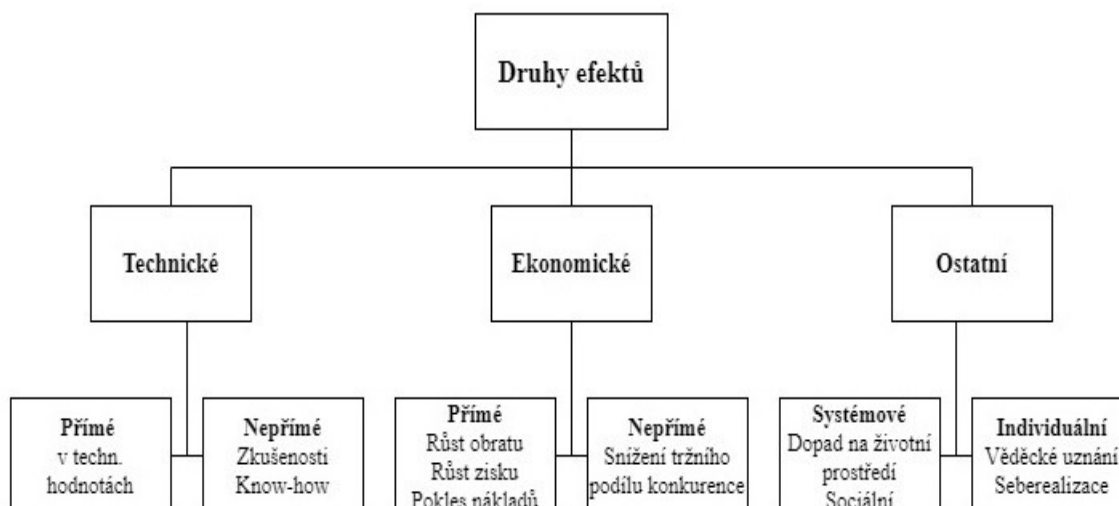 Druhy efektů
Technické
Ekonomické
Ostatní
Přímé
v techn.
hodnotách
Nepřímé
Zkušenosti
Know-how
Přímé
Růst obratu
Růst zisku
Pokles nákladů
Nepřímé
Snížení tržního
podílu konkurence
Systémové
Dopad na životní
prostředí
Sociální
Individuální
Věděcké uznání
Seberealizace